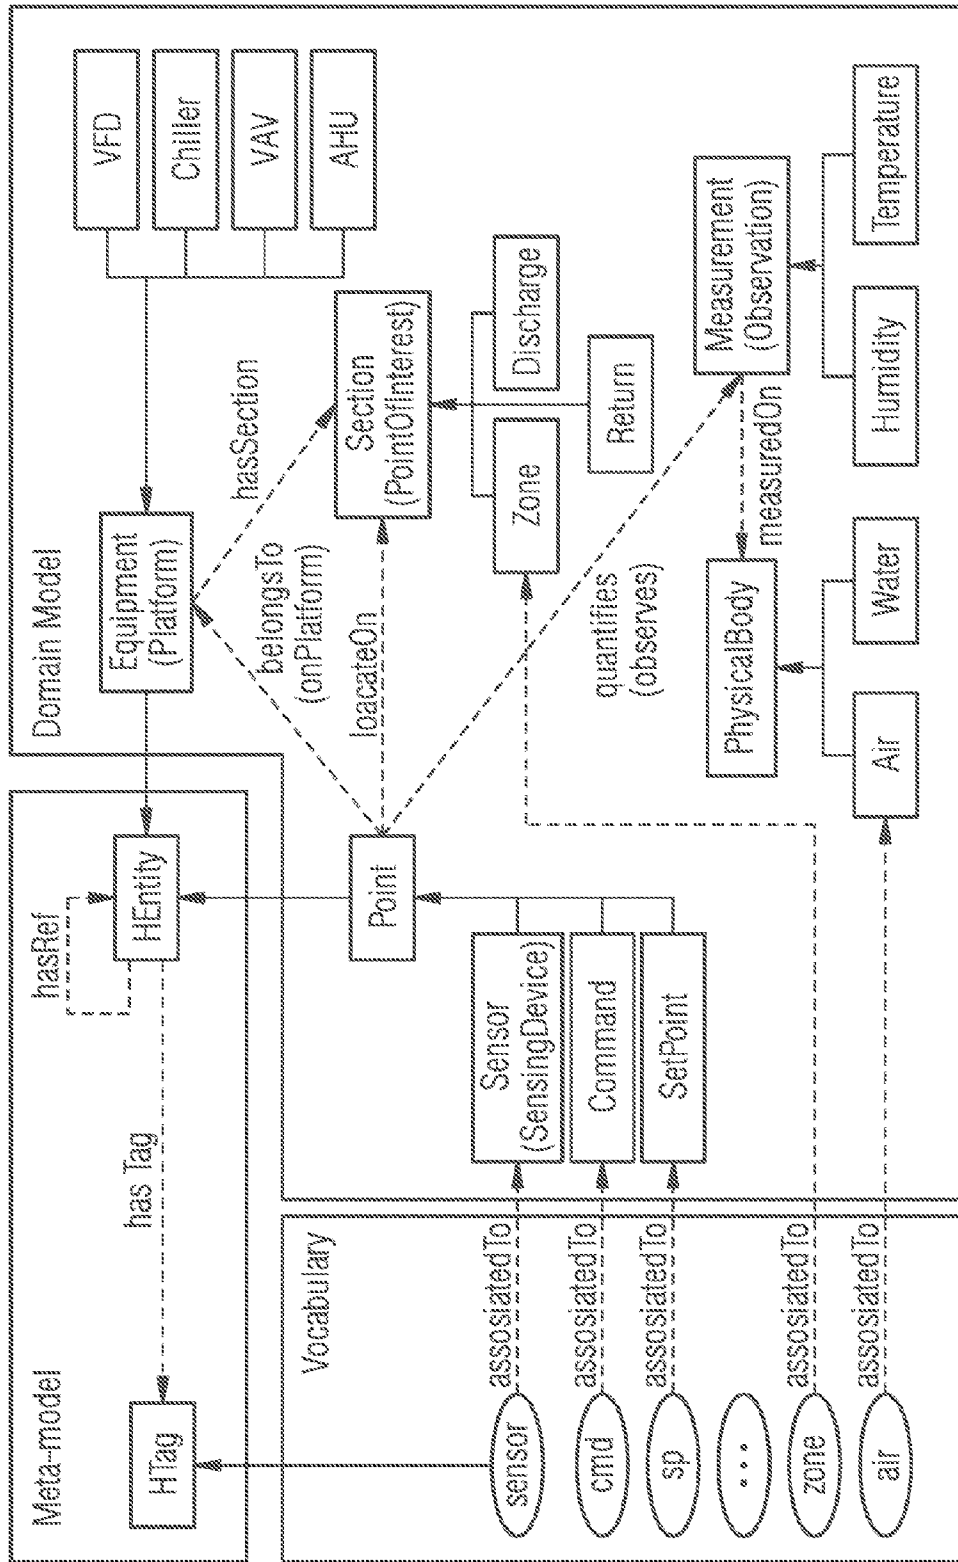 Meta-model
HTag
has Tag
hasRef
HEntity
Domain Model
Equipment
(Platform)
VFD
Chiller
VAV
AHU
Vocabulary
sensor
cmd
sp
...
zone
air
assosiatedTo
assosiatedTo
assosiatedTo
assosiatedTo
assosiatedTo
Sensor
(SensingDevice)
Command
SetPoint
Point
belongsTo
(onPlatform)
hasSection
loacateOn
Section
(PointOfInterest)
Zone
Discharge
Return
quantifies
(observes)
Measurement
(Observation)
measuredOn
PhysicalBody
Air
Water
Humidity
Temperature